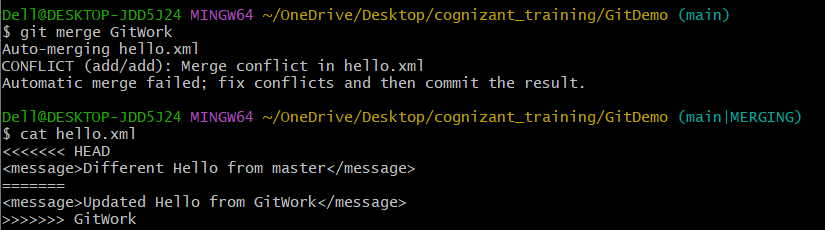 Dell@DESKTOP-JDD5J24 MINGW64 ~/OneDrive/Desktop/cognizant_training/GitDemo (main)
$ git merge GitWork
Auto-merging hello.xml
CONFLICT (add/add): Merge conflict in hello.xml
Automatic merge failed; fix conflicts and then commit the result.
Dell@DESKTOP-JDD5J24 MINGW64 ~/OneDrive/Desktop/cognizant_training/GitDemo (main|MERGING)
$ cat hello.xml
<<<<<<< HEAD
<message>Different Hello from master</message>
=======
<message>Updated Hello from GitWork</message>
>>>>>>> GitWork